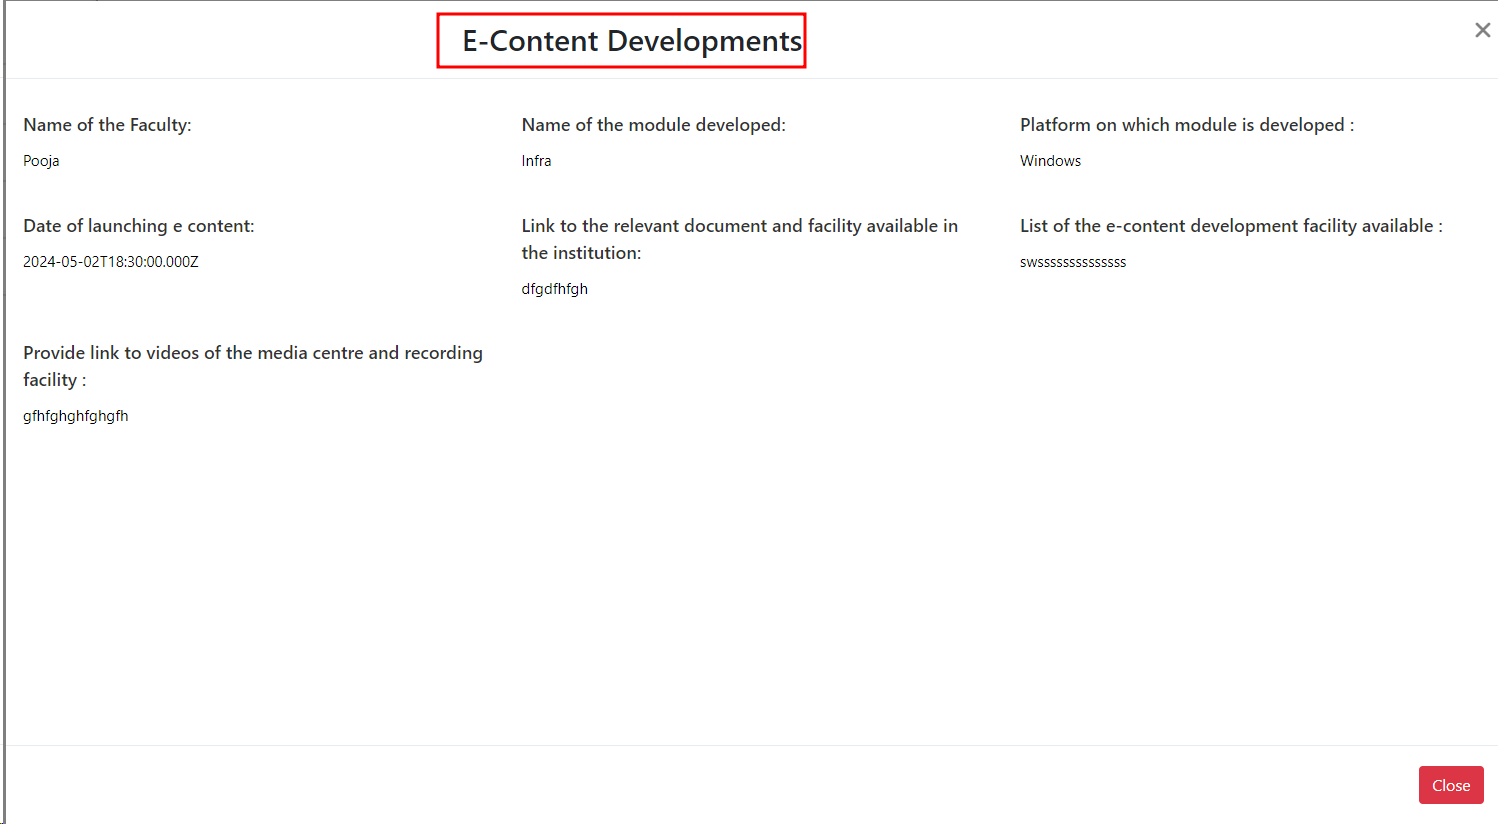 E-Content Developments
×
Name of the Faculty:
Pooja
Name of the module developed:
Infra
Platform on which module is developed :
Windows
Date of launching e content:
2024-05-02T18:30:00.000Z
Link to the relevant document and facility available in
the institution:
dfgdfhfgh
List of the e-content development facility available :
swsssssssssssss
Provide link to videos of the media centre and recording
facility :
gfhfghghfghgfh
Close